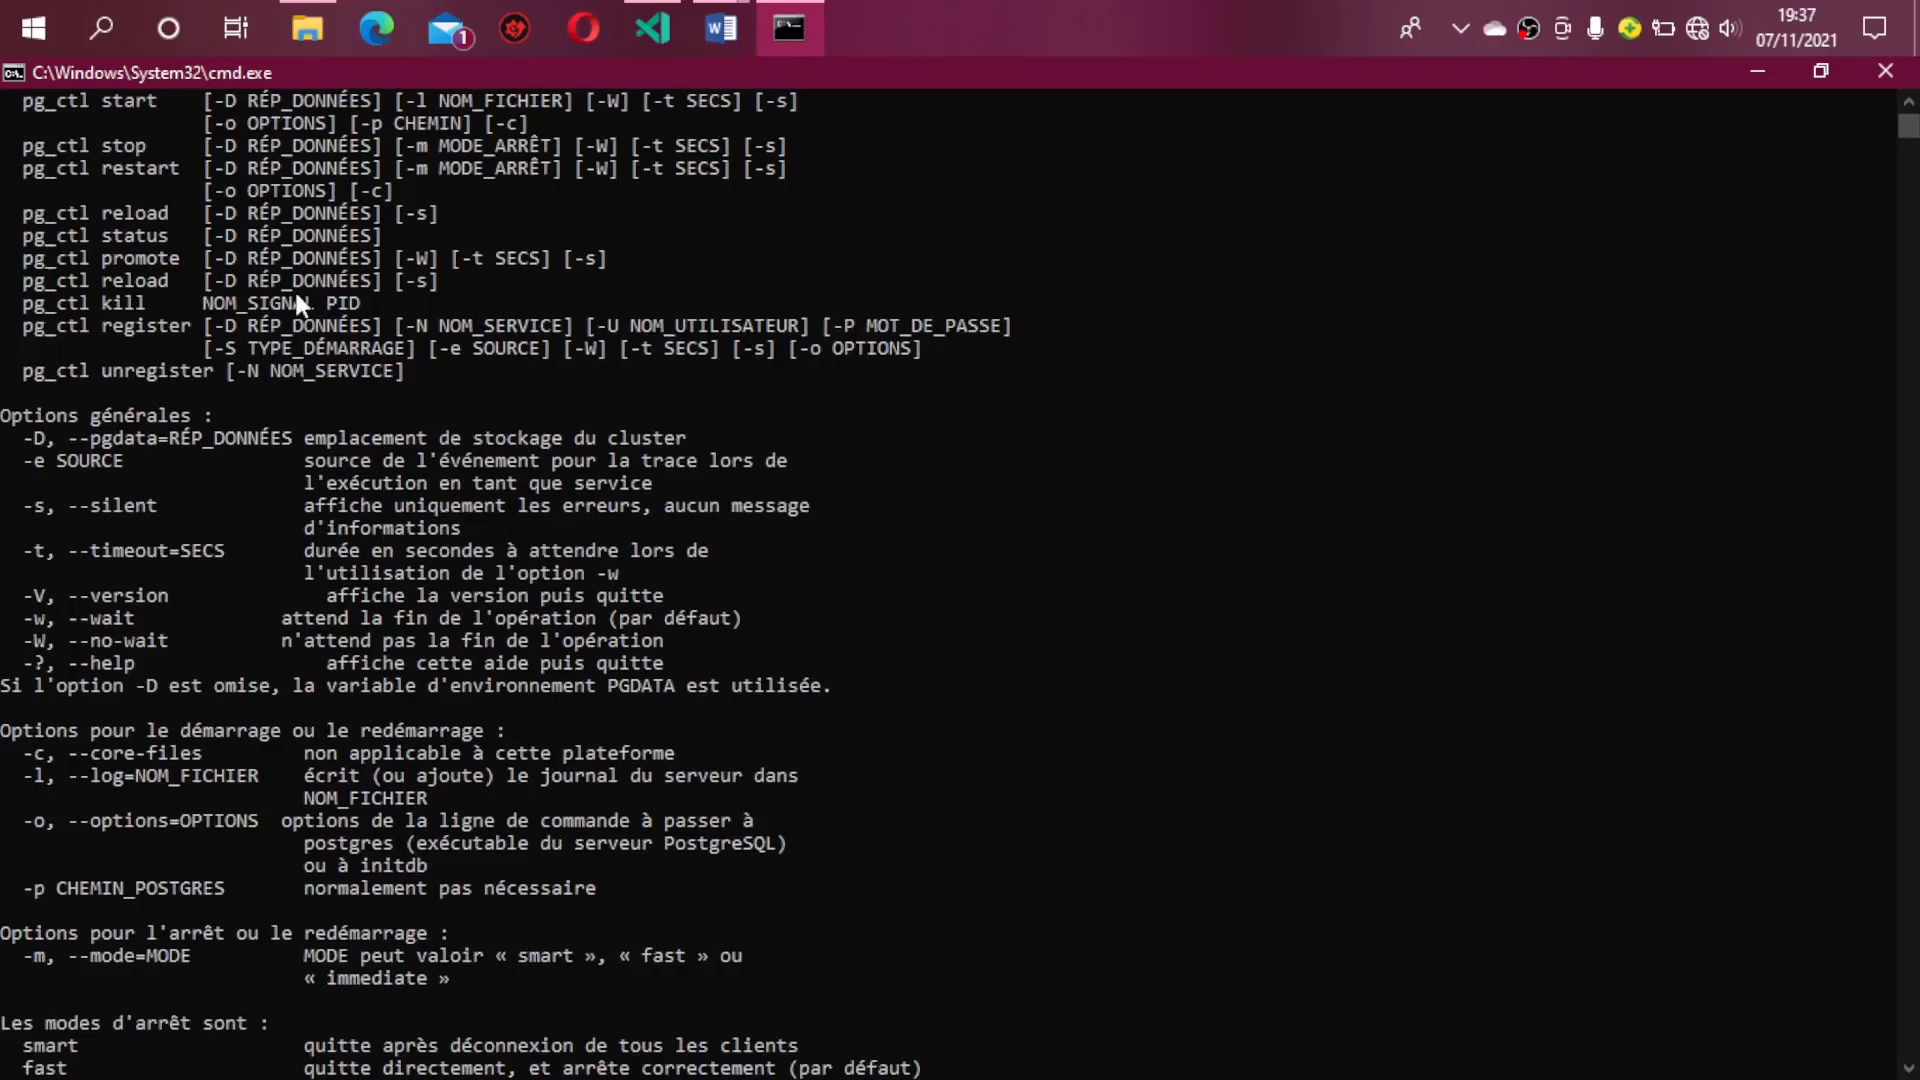 19:37
07/11/2021
1
C:\Windows\System32\cmd.exe
pg_ctl start    [-D RÉP_DONNÉES] [-l NOM_FICHIER] [-W] [-t SECS] [-s]
[-o OPTIONS] [-p CHEMIN] [-c]
pg_ctl stop     [-D RÉP_DONNÉES] [-m MODE_ARRÊT] [-W] [-t SECS] [-s]
pg_ctl restart  [-D RÉP_DONNÉES] [-m MODE_ARRÊT] [-W] [-t SECS] [-s]
[-o OPTIONS] [-c]
pg_ctl reload   [-D RÉP_DONNÉES] [-s]
pg_ctl status   [-D RÉP_DONNÉES]
pg_ctl promote  [-D RÉP_DONNÉES] [-W] [-t SECS] [-s]
pg_ctl reload   [-D RÉP_DONNÉES] [-s]
pg_ctl kill     NOM_SIGNAL PID
pg_ctl register [-D RÉP_DONNÉES] [-N NOM_SERVICE] [-U NOM_UTILISATEUR] [-P MOT_DE_PASSE]
[-S TYPE_DÉMARRAGE] [-e SOURCE] [-W] [-t SECS] [-s] [-o OPTIONS]
pg_ctl unregister [-N NOM_SERVICE]
Options générales :
-D, --pgdata=RÉP_DONNÉES emplacement de stockage du cluster
-e SOURCE                source de l'événement pour la trace lors de
l'exécution en tant que service
-s, --silent             affiche uniquement les erreurs, aucun message
d'informations
-t, --timeout=SECS       durée en secondes à attendre lors de
l'utilisation de l'option -w
-V, --version              affiche la version puis quitte
-w, --wait             attend la fin de l'opération (par défaut)
-W, --no-wait          n'attend pas la fin de l'opération
-?, --help                 affiche cette aide puis quitte
Si l'option -D est omise, la variable d'environnement PGDATA est utilisée.
Options pour le démarrage ou le redémarrage :
-c, --core-files         non applicable à cette plateforme
-l, --log=NOM_FICHIER    écrit (ou ajoute) le journal du serveur dans
NOM_FICHIER
-o, --options=OPTIONS  options de la ligne de commande à passer à
postgres (exécutable du serveur PostgreSQL)
ou à initdb
-p CHEMIN_POSTGRES       normalement pas nécessaire
Options pour l'arrêt ou le redémarrage :
-m, --mode=MODE          MODE peut valoir « smart », « fast » ou
« immediate »
Les modes d'arrêt sont :
smart                    quitte après déconnexion de tous les clients
fast                     quitte directement, et arrête correctement (par défaut)